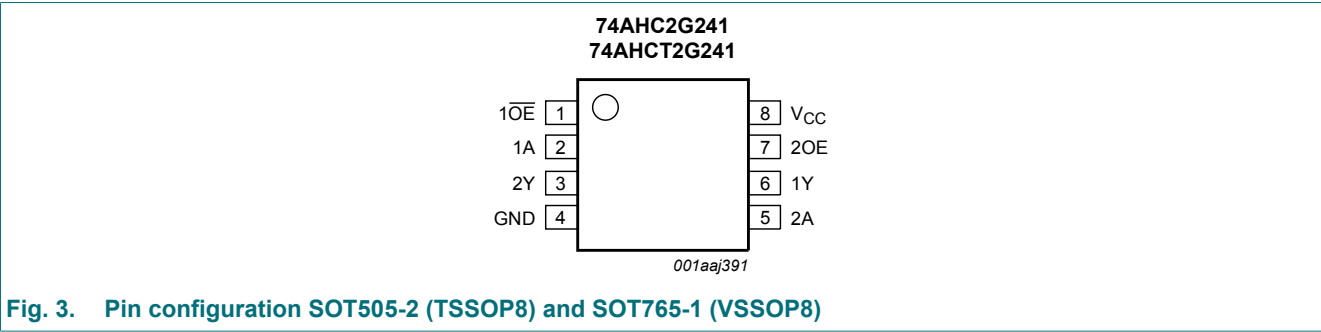 74AHC2G241
74AHCT2G241
1O̅E̅ 1 8 VCC
1A 2 7 2OE
2Y 3 6 1Y
GND 4 5 2A
001aaj391
Fig. 3. Pin configuration SOT505-2 (TSSOP8) and SOT765-1 (VSSOP8)